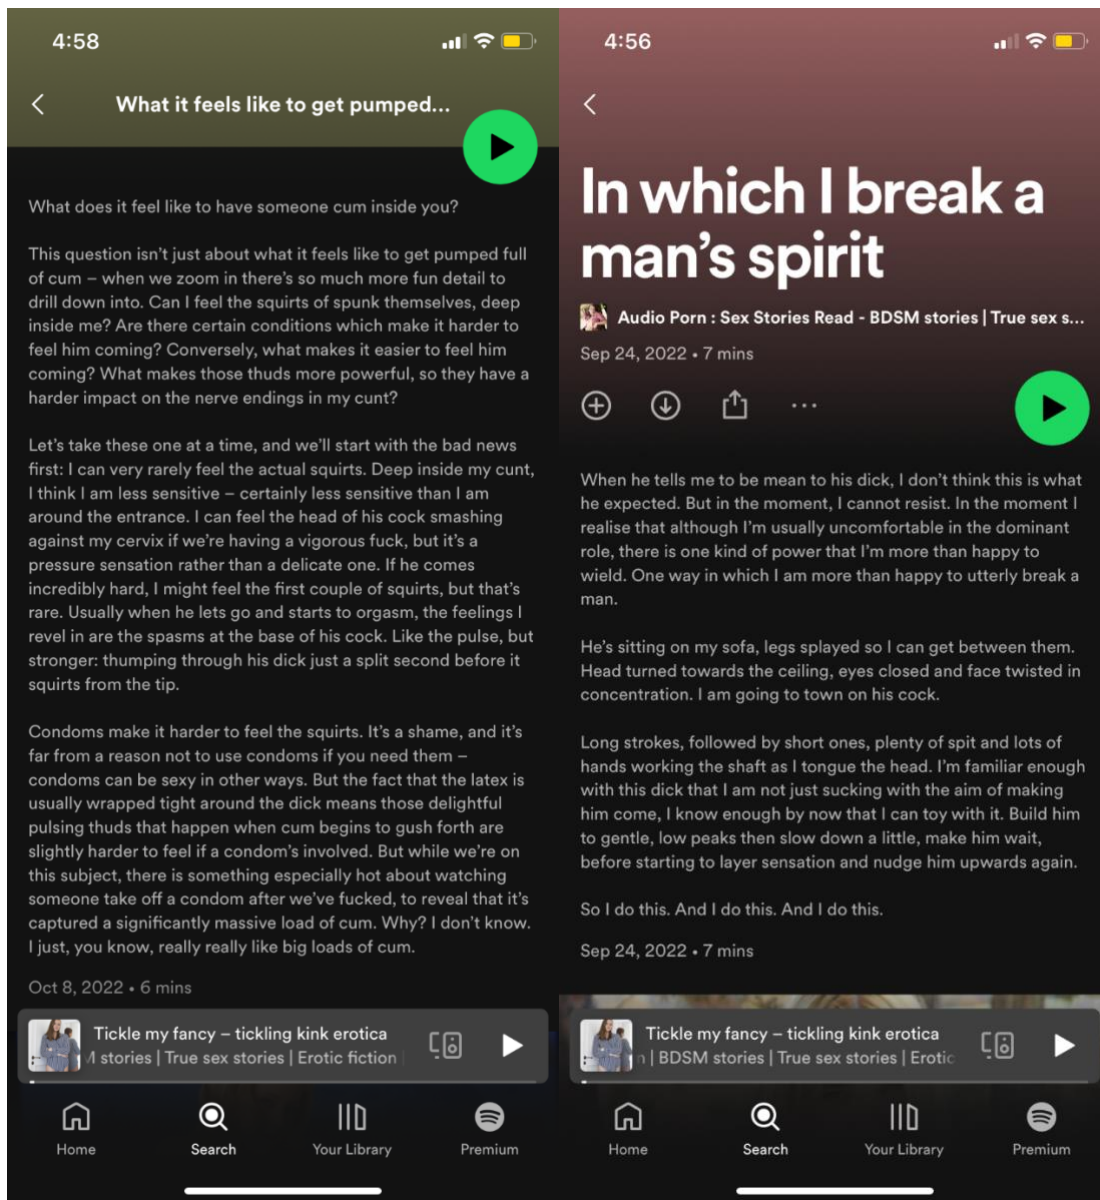 4:58
What it feels like to get pumped...
What does it feel like to have someone cum inside you?
This question isn't just about what it feels like to get pumped full
of cum – when we zoom in there's so much more fun detail to
drill down into. Can I feel the squirts of spunk themselves, deep
inside me? Are there certain conditions which make it harder to
feel him coming? Conversely, what makes it easier to feel him
coming? What makes those thuds more powerful, so they have a
harder impact on the nerve endings in my cunt?
Let's take these one at a time, and we'll start with the bad news
first: I can very rarely feel the actual squirts. Deep inside my cunt,
I think I am less sensitive – certainly less sensitive than I am
around the entrance. I can feel the head of his cock smashing
against my cervix if we're having a vigorous fuck, but it's a
pressure sensation rather than a delicate one. If he comes
incredibly hard, I might feel the first couple of squirts, but that's
rare. Usually when he lets go and starts to orgasm, the feelings I
revel in are the spasms at the base of his cock. Like the pulse, but
stronger: thumping through his dick just a split second before it
squirts from the tip.
Condoms make it harder to feel the squirts. It's a shame, and it's
far from a reason not to use condoms if you need them –
condoms can be sexy in other ways. But the fact that the latex is
usually wrapped tight around the dick means those delightful
pulsing thuds that happen when cum begins to gush forth are
slightly harder to feel if a condom's involved. But while we're on
this subject, there is something especially hot about watching
someone take off a condom after we've fucked, to reveal that it's
captured a significantly massive load of cum. Why? I don't know.
I just, you know, really really like big loads of cum.
Oct 8, 2022 • 6 mins
Tickle my fancy – tickling kink erotica
M stories | True sex stories | Erotic fiction
Home
Search
Your Library
Premium
4:56
In which I break a
man's spirit
Audio Porn : Sex Stories Read - BDSM stories | True sex s...
Sep 24, 2022 • 7 mins
When he tells me to be mean to his dick, I don't think this is what
he expected. But in the moment, I cannot resist. In the moment I
realise that although I'm usually uncomfortable in the dominant
role, there is one kind of power that I'm more than happy to
wield. One way in which I am more than happy to utterly break a
man.
He's sitting on my sofa, legs splayed so I can get between them.
Head turned towards the ceiling, eyes closed and face twisted in
concentration. I am going to town on his cock.
Long strokes, followed by short ones, plenty of spit and lots of
hands working the shaft as I tongue the head. I'm familiar enough
with this dick that I am not just sucking with the aim of making
him come, I know enough by now that I can toy with it. Build him
to gentle, low peaks then slow down a little, make him wait,
before starting to layer sensation and nudge him upwards again.
So I do this. And I do this. And I do this.
Sep 24, 2022 • 7 mins
Tickle my fancy – tickling kink erotica
n | BDSM stories | True sex stories | Erotic
Home
Search
Your Library
Premium